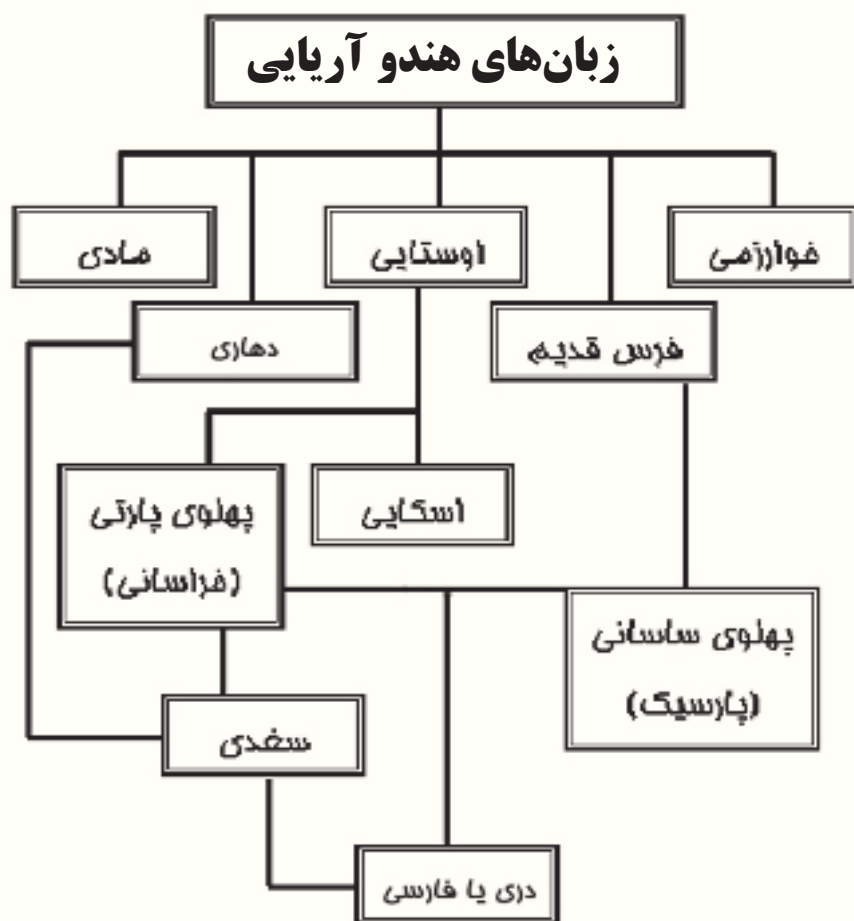 زبان‌های هندو آریایی
خوارزمی
اوستایی
مادی
فرس قدیم
دهاری
اسکایی
پهلوی پارتی
(خراسانی)
پهلوی ساسانی
(پارسیک)
سغدی
دری یا فارسی